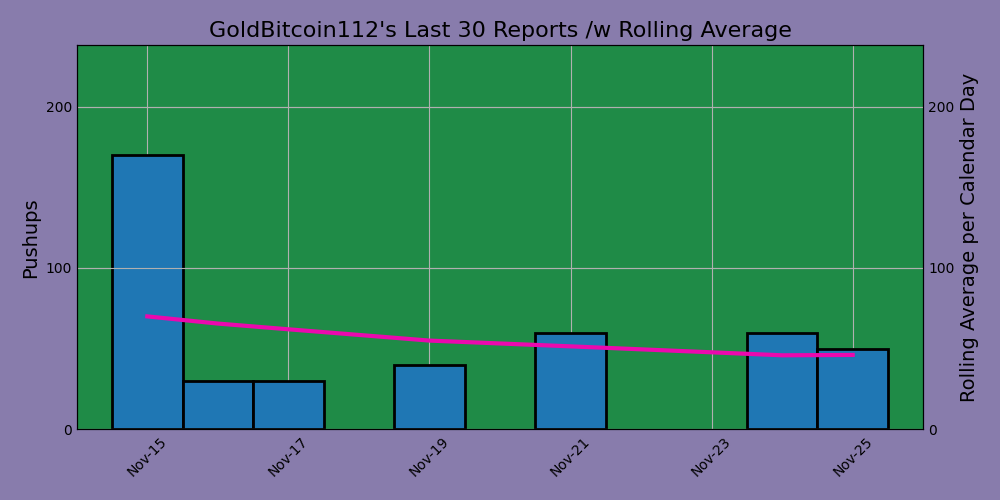 GoldBitcoin112's Last 30 Reports /w Rolling Average
Pushups
200
100
0
200
100
0
Rolling Average per Calendar Day
Nov-15
Nov-17
Nov-19
Nov-21
Nov-23
Nov-25